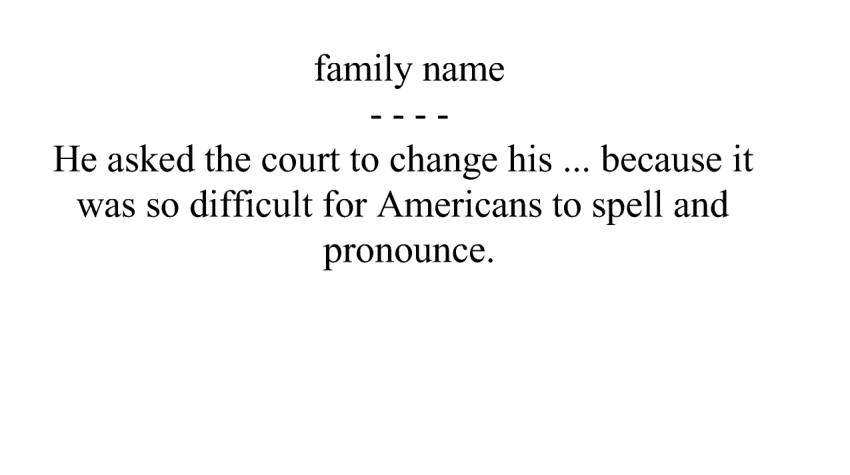 family name
- - - -
He asked the court to change his ... because it
was so difficult for Americans to spell and
pronounce.